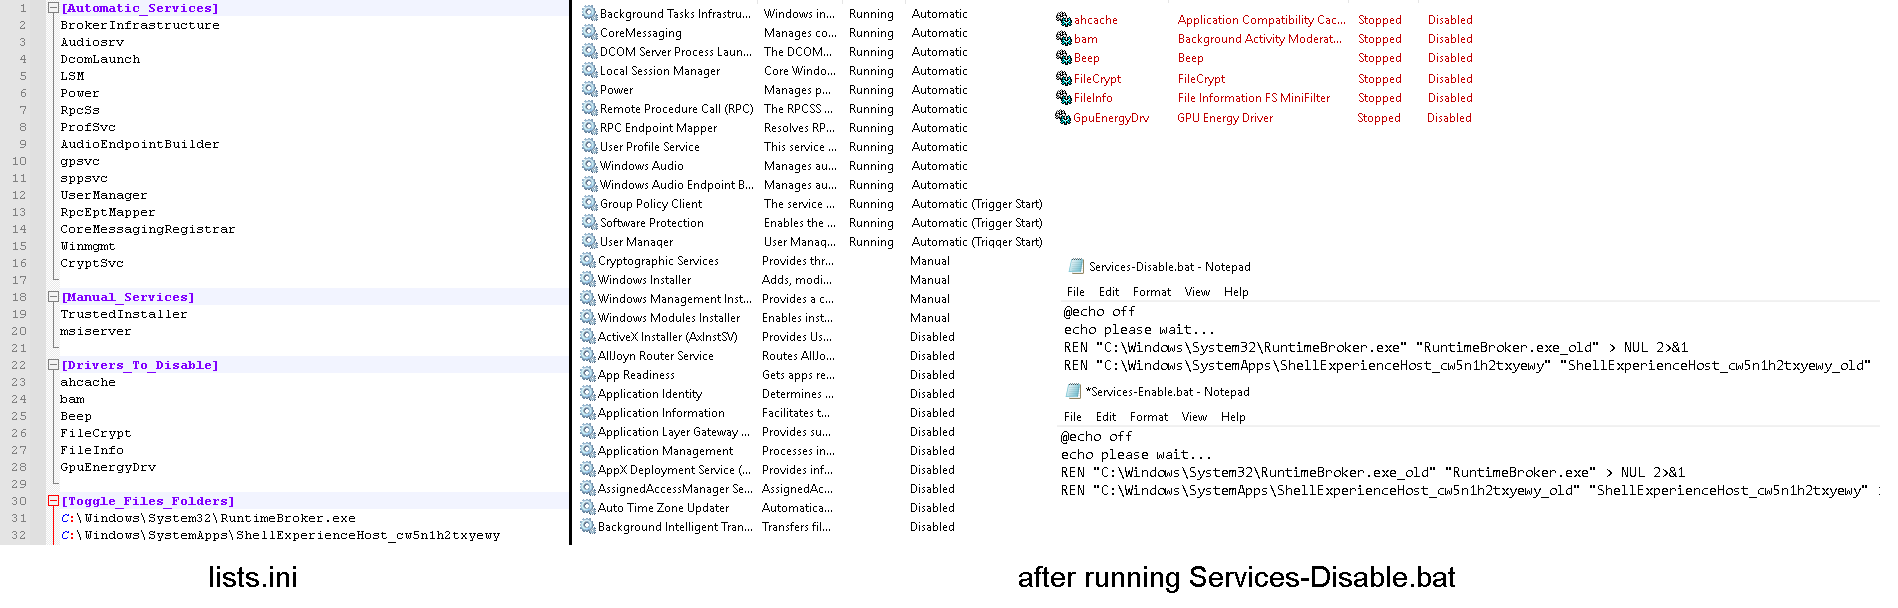 1 [Automatic_Services]
2 BrokerInfrastructure
3 Audiosrv
4 DcomLaunch
5 LSM
6 Power
7 RpcSs
8 ProfSvc
9 AudioEndpointBuilder
10 gpsvc
11 sppsvc
12 UserManager
13 RpcEptMapper
14 CoreMessagingRegistrar
15 Winmgmt
16 CryptSvc
17
18 [Manual_Services]
19 TrustedInstaller
20 msiserver
21
22 [Drivers_To_Disable]
23 ahcache
24 bam
25 Beep
26 FileCrypt
27 FileInfo
28 GpuEnergyDrv
29
30 [Toggle_Files_Folders]
31 C:\Windows\System32\RuntimeBroker.exe
32 C:\Windows\SystemApps\ShellExperienceHost_cw5n1h2txyewy
Background Tasks Infrastru... Windows in... Running Automatic
CoreMessaging Manages co... Running Automatic
DCOM Server Process Laun... The DCOM... Running Automatic
Local Session Manager Core Windo... Running Automatic
Power Manages p... Running Automatic
Remote Procedure Call (RPC) The RPCSS ... Running Automatic
RPC Endpoint Mapper Resolves RP... Running Automatic
User Profile Service This service ... Running Automatic
Windows Audio Manages au... Running Automatic
Windows Audio Endpoint B... Manages au... Running Automatic
Group Policy Client The service ... Running Automatic (Trigger Start)
Software Protection Enables the ... Running Automatic (Trigger Start)
User Manager User Manag... Running Automatic (Trigger Start)
Cryptographic Services Provides thr... Manual
Windows Installer Adds, modi... Manual
Windows Management Inst... Provides a c... Manual
Windows Modules Installer Enables inst... Manual
ActiveX Installer (AxInstSV) Provides Us... Disabled
AllJoyn Router Service Routes AllJo... Disabled
App Readiness Gets apps re... Disabled
Application Identity Determines ... Disabled
Application Information Facilitates t... Disabled
Application Layer Gateway ... Provides su... Disabled
Application Management Processes in... Disabled
AppX Deployment Service (... Provides inf... Disabled
AssignedAccessManager Se... AssignedAc... Disabled
Auto Time Zone Updater Automatica... Disabled
Background Intelligent Tran... Transfers fil... Disabled
ahcache Application Compatibility Cac... Stopped Disabled
bam Background Activity Moderat... Stopped Disabled
Beep Beep Stopped Disabled
FileCrypt FileCrypt Stopped Disabled
FileInfo File Information FS MiniFilter Stopped Disabled
GpuEnergyDrv GPU Energy Driver Stopped Disabled
Services-Disable.bat - Notepad
File Edit Format View Help
@echo off
echo please wait...
REN "C:\Windows\System32\RuntimeBroker.exe" "RuntimeBroker.exe_old" > NUL 2>&1
REN "C:\Windows\SystemApps\ShellExperienceHost_cw5n1h2txyewy" "ShellExperienceHost_cw5n1h2txyewy_old"
*Services-Enable.bat - Notepad
File Edit Format View Help
@echo off
echo please wait...
REN "C:\Windows\System32\RuntimeBroker.exe_old" "RuntimeBroker.exe" > NUL 2>&1
REN "C:\Windows\SystemApps\ShellExperienceHost_cw5n1h2txyewy_old" "ShellExperienceHost_cw5n1h2txyewy"
lists.ini
after running Services-Disable.bat